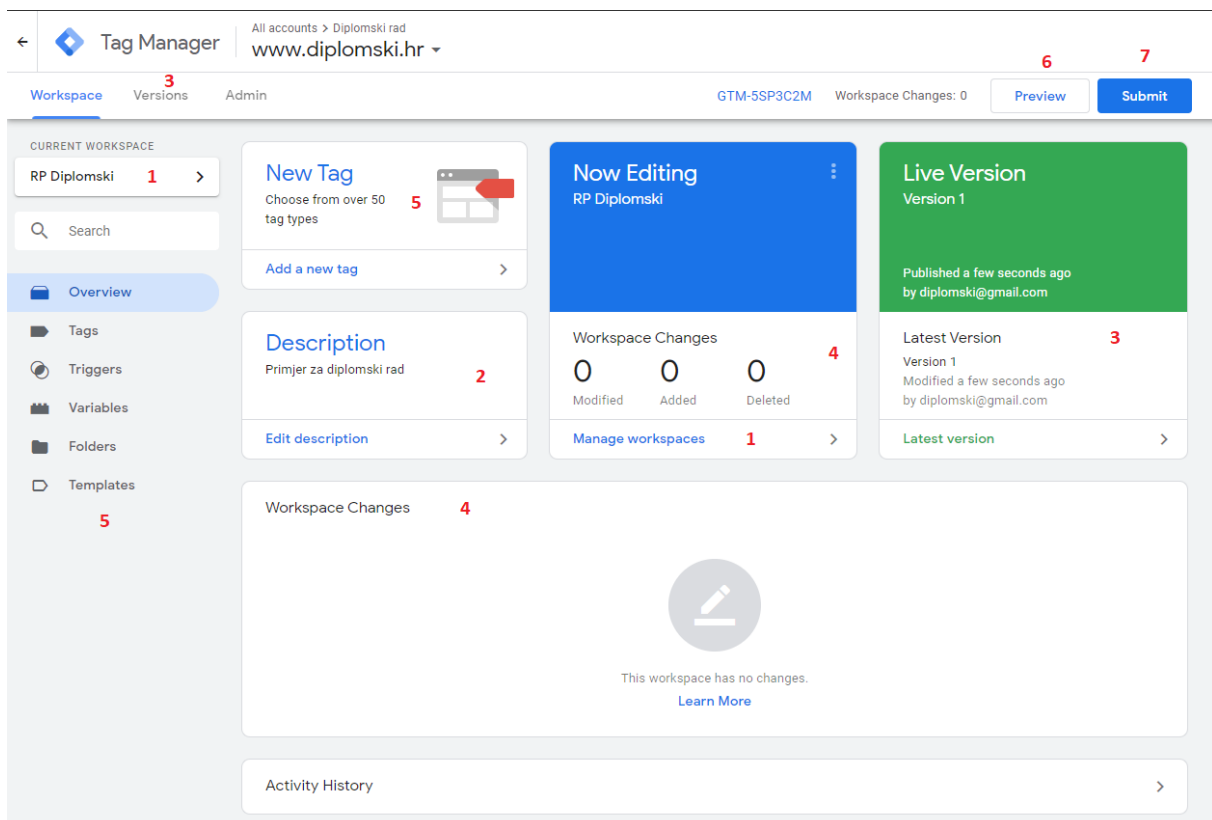 All accounts > Diplomski rad
Tag Manager
www.diplomski.hr
3
6
7
Workspace
Versions
Admin
GTM-5SP3C2M
Workspace Changes: 0
Preview
Submit
CURRENT WORKSPACE
RP Diplomski
1
Search
Overview
Tags
Triggers
Variables
Folders
Templates
5
New Tag
Choose from over 50
tag types
5
Add a new tag
Description
Primjer za diplomski rad
2
Edit description
Now Editing
RP Diplomski
Workspace Changes
4
0 0 0
Modified Added Deleted
Manage workspaces
1
Live Version
Version 1
Published a few seconds ago
by diplomski@gmail.com
Latest Version
3
Version 1
Modified a few seconds ago
by diplomski@gmail.com
Latest version
Workspace Changes
4
This workspace has no changes.
Learn More
Activity History